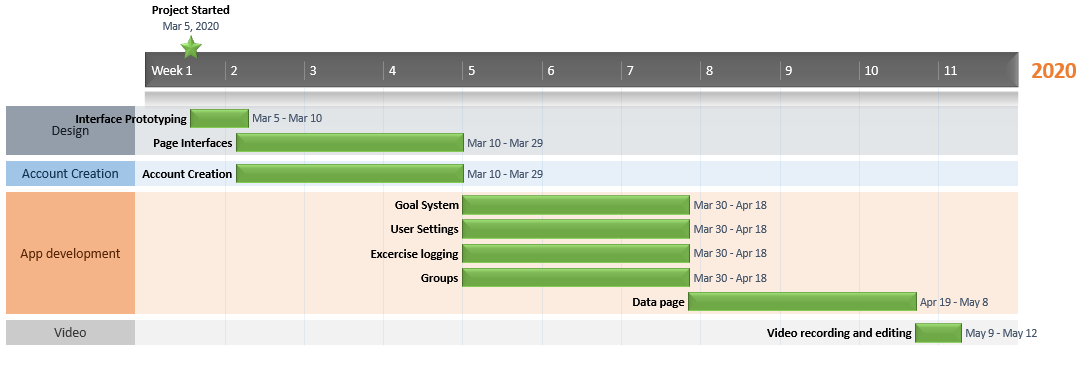 Project Started
Mar 5, 2020
Week 1 2 3 4 5 6 7 8 9 10 11
2020
Design
Interface Prototyping Mar 5 - Mar 10
Page Interfaces Mar 10 - Mar 29
Account Creation
Account Creation Mar 10 - Mar 29
App development
Goal System Mar 30 - Apr 18
User Settings Mar 30 - Apr 18
Excercise logging Mar 30 - Apr 18
Groups Mar 30 - Apr 18
Data page Apr 19 - May 8
Video
Video recording and editing May 9 - May 12